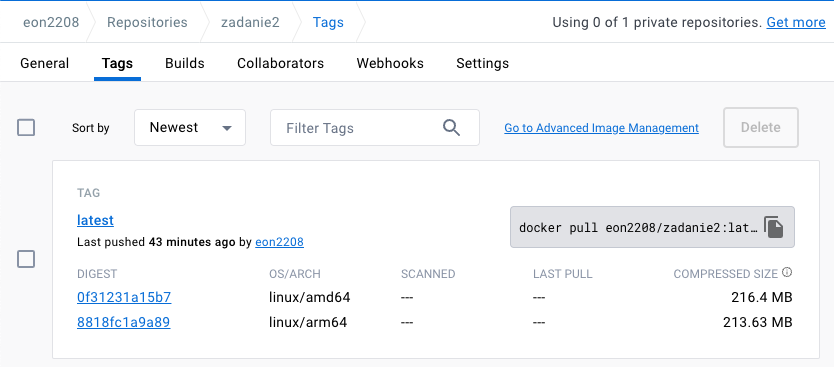 eon2208 Repositories zadanie2 Tags Using 0 of 1 private repositories. Get more
General Tags Builds Collaborators Webhooks Settings
Sort by Newest Filter Tags Go to Advanced Image Management Delete
TAG
latest
docker pull eon2208/zadanie2:lat…
Last pushed 43 minutes ago by eon2208
DIGEST OS/ARCH SCANNED LAST PULL COMPRESSED SIZE
0f31231a15b7 linux/amd64 --- --- 216.4 MB
8818fc1a9a89 linux/arm64 --- --- 213.63 MB